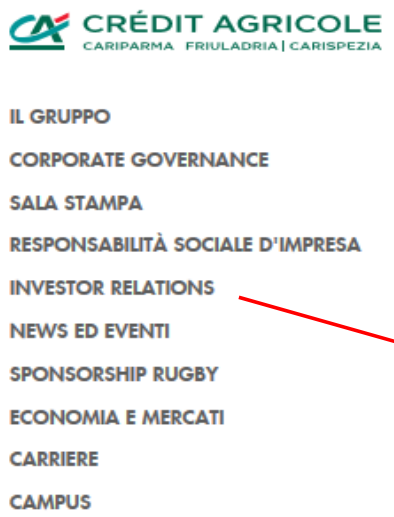 CRÉDIT AGRICOLE
CARIPARMA FRIULADRIA | CARISPEZIA
IL GRUPPO
CORPORATE GOVERNANCE
SALA STAMPA
RESPONSABILITÀ SOCIALE D'IMPRESA
INVESTOR RELATIONS
NEWS ED EVENTI
SPONSORSHIP RUGBY
ECONOMIA E MERCATI
CARRIERE
CAMPUS